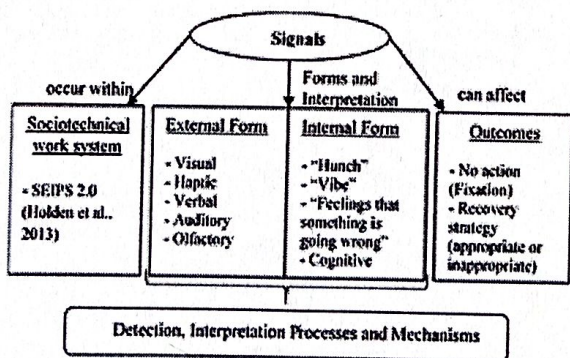 Signals
occur within
Forms and
Interpretation
can affect
Sociotechnical
work system
- SEIPS 2.0
(Holden et al.,
2013)
External Form
- Visual
- Haptic
- Verbal
- Auditory
- Olfactory
Internal Form
- "Hunch"
- "Vibe"
- "Feelings that
something is
going wrong"
- Cognitive
Outcomes
- No action
(Fixation)
- Recovery
strategy
(appropriate or
inappropriate)
Detection, Interpretation Processes and Mechanisms